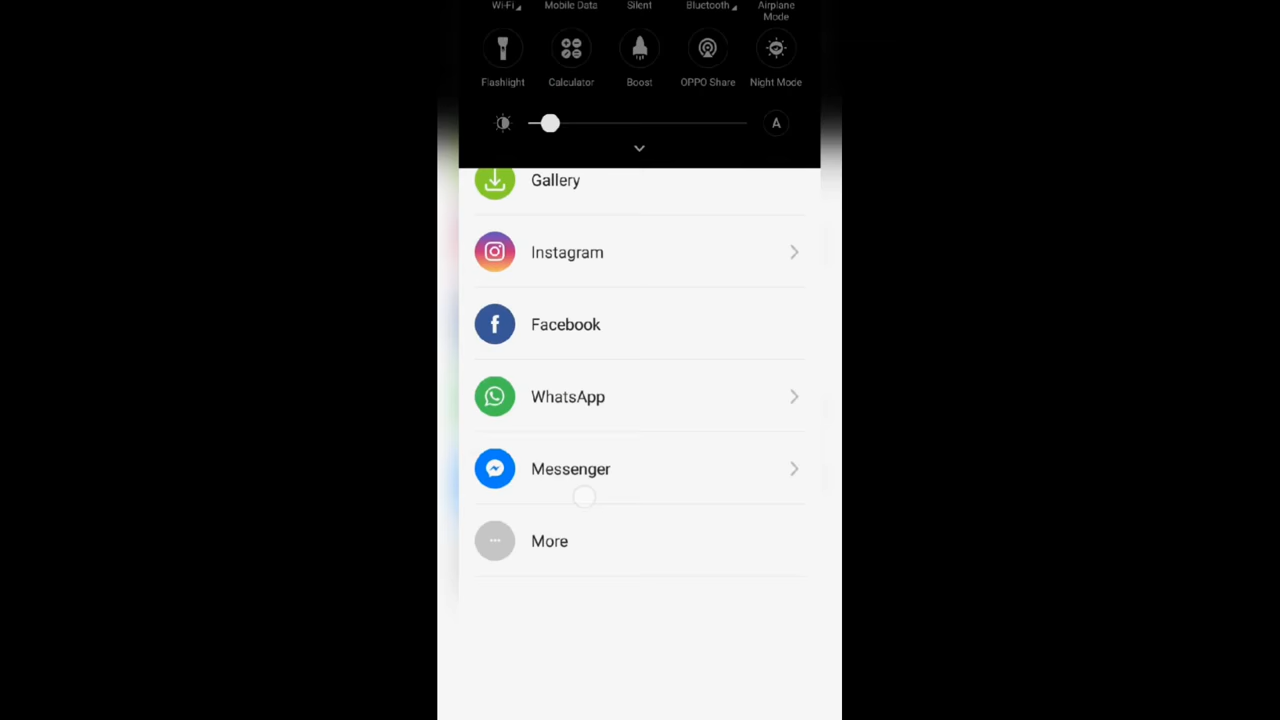 Wi-Fi Mobile Data Silent Bluetooth Airplane Mode
Flashlight Calculator Boost OPPO Share Night Mode
A
Gallery
Instagram
Facebook
WhatsApp
Messenger
More